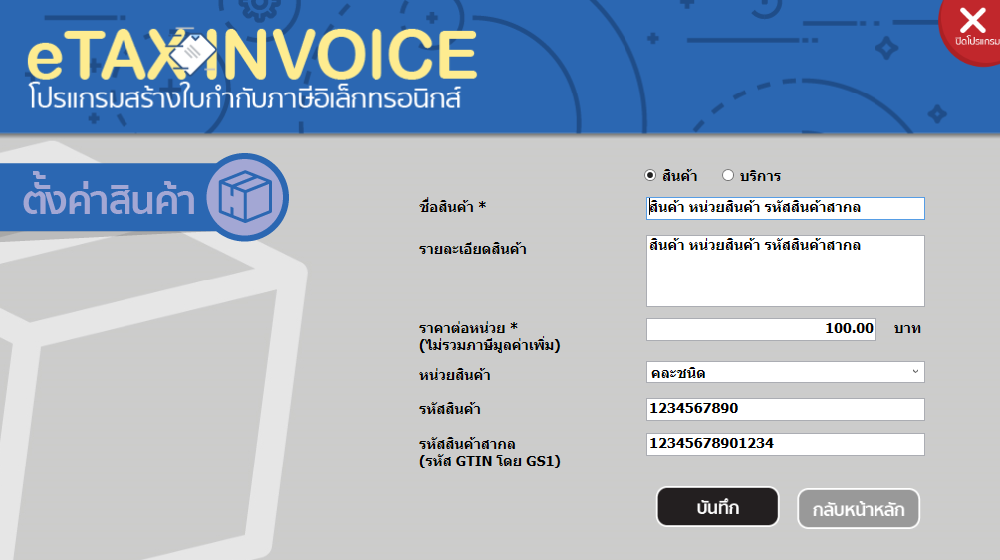 eTAX INVOICE
โปรแกรมสร้างใบกำกับภาษีอิเล็กทรอนิกส์
ปิดโปรแกรม
ตั้งค่าสินค้า
สินค้า บริการ
ชื่อสินค้า * สินค้า หน่วยสินค้า รหัสสินค้าสากล
รายละเอียดสินค้า สินค้า หน่วยสินค้า รหัสสินค้าสากล
ราคาต่อหน่วย * 100.00 บาท
(ไม่รวมภาษีมูลค่าเพิ่ม)
หน่วยสินค้า คละชนิด
รหัสสินค้า 1234567890
รหัสสินค้าสากล 12345678901234
(รหัส GTIN โดย GS1)
บันทึก กลับหน้าหลัก